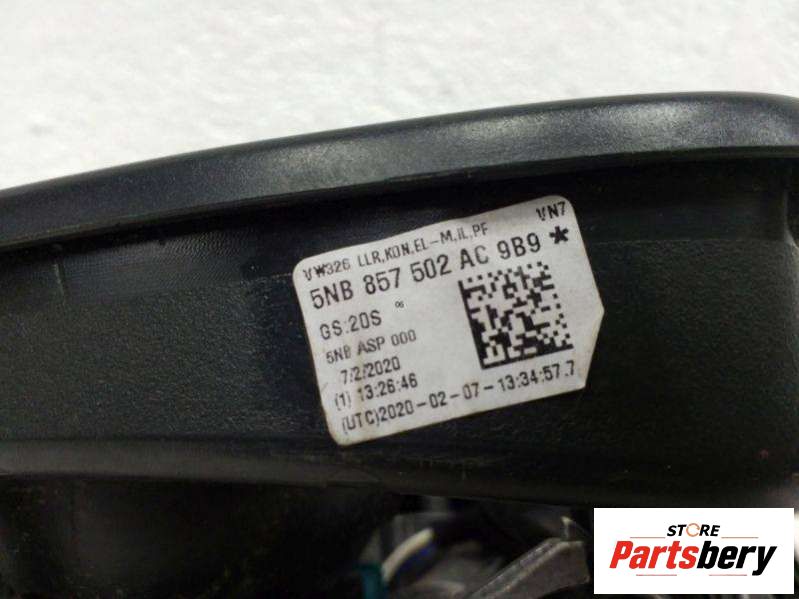 VW326 LLR,KON,EL-M,IL,PF VN7
5NB 857 502 AC 9B9 *
GS:20S 06
5NB ASP 000
7/2/2020
(1) 13:26:46
(UTC)2020-02-07-13:34:57.7
STORE
Partsbery